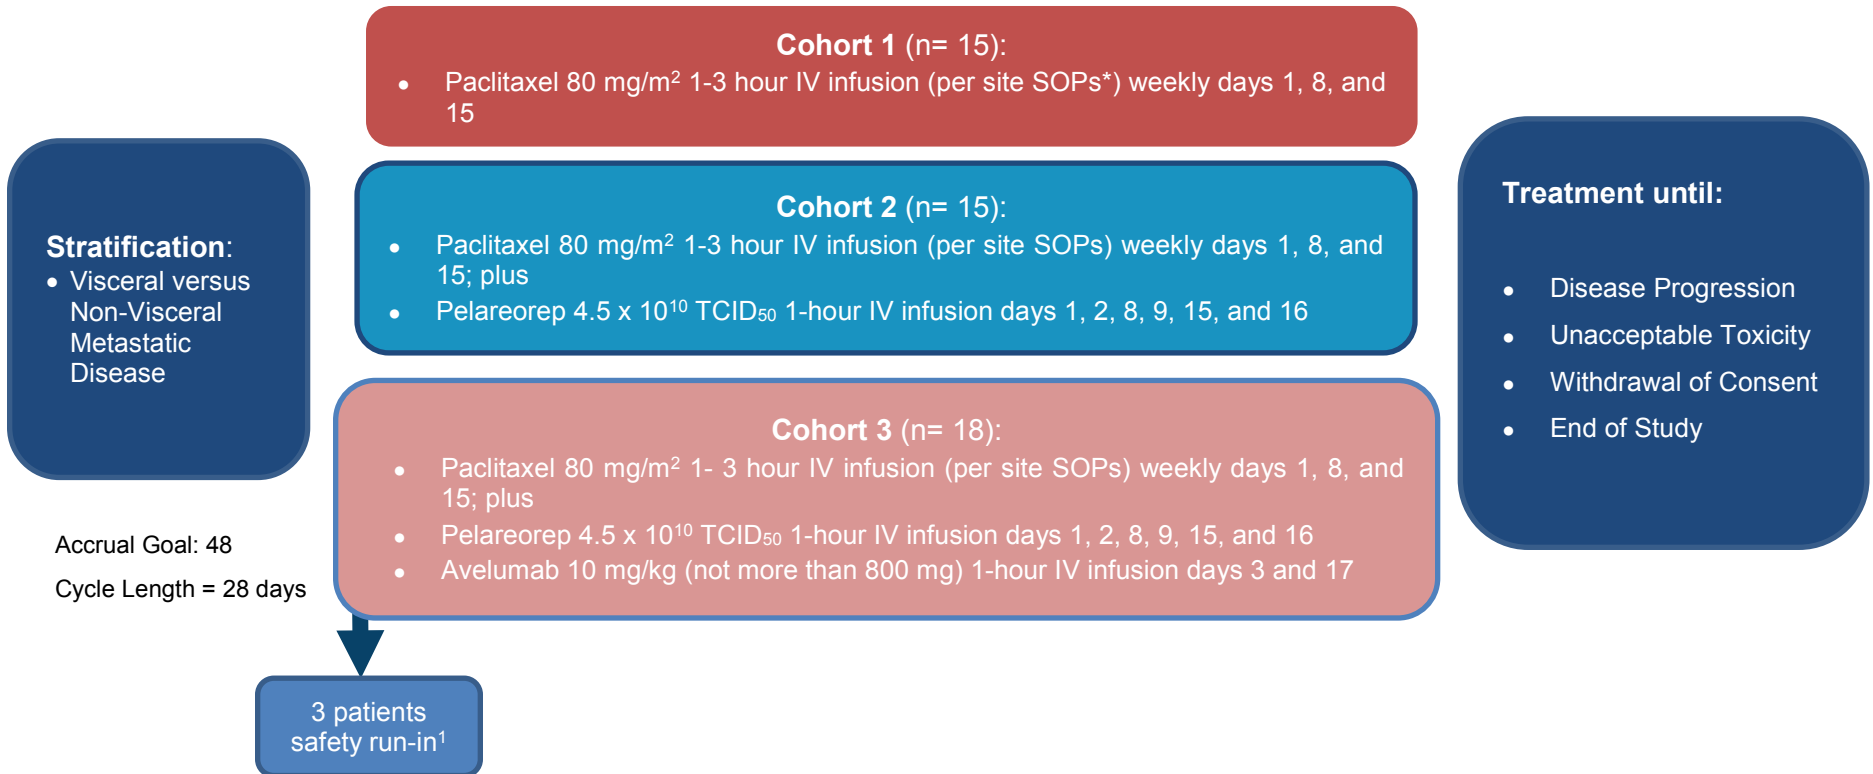 Cohort 1 (n= 15):
• Paclitaxel 80 mg/m² 1-3 hour IV infusion (per site SOPs*) weekly days 1, 8, and
15
Stratification:
• Visceral versus
Non-Visceral
Metastatic
Disease
Accrual Goal: 48
Cycle Length = 28 days
Cohort 2 (n= 15):
• Paclitaxel 80 mg/m² 1-3 hour IV infusion (per site SOPs) weekly days 1, 8, and
15; plus
• Pelareorep 4.5 x 10¹⁰ TCID₅₀ 1-hour IV infusion days 1, 2, 8, 9, 15, and 16
Cohort 3 (n= 18):
• Paclitaxel 80 mg/m² 1- 3 hour IV infusion (per site SOPs) weekly days 1, 8, and
15; plus
• Pelareorep 4.5 x 10¹⁰ TCID₅₀ 1-hour IV infusion days 1, 2, 8, 9, 15, and 16
• Avelumab 10 mg/kg (not more than 800 mg) 1-hour IV infusion days 3 and 17
3 patients
safety run-in¹
Treatment until:
• Disease Progression
• Unacceptable Toxicity
• Withdrawal of Consent
• End of Study